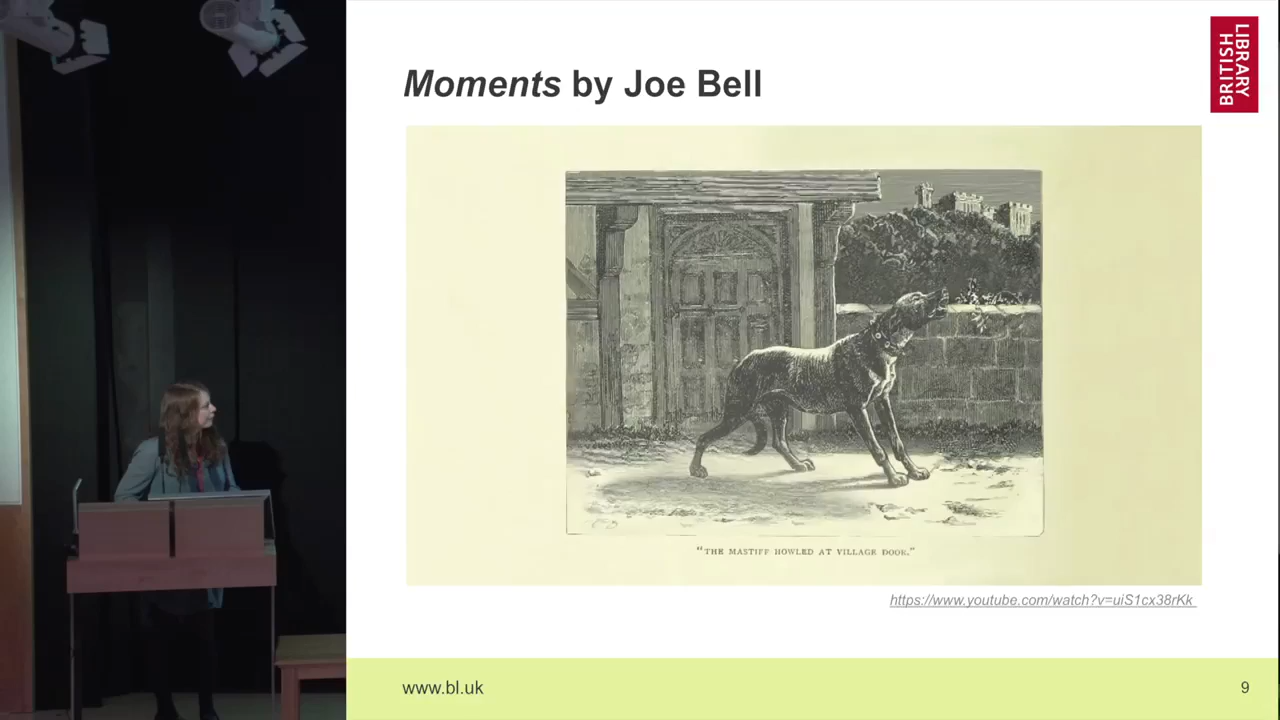 Moments by Joe Bell
BRITISH
LIBRARY
"THE MASTIFF HOWLED AT VILLAGE DOOR."
https://www.youtube.com/watch?v=uiS1cx38rKk
www.bl.uk
9